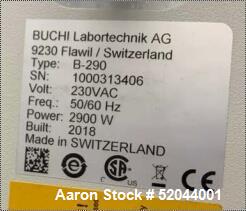 BUCHI Labortechnik AG
9230 Flawil / Switzerland
Type: B-290
SN: 1000313406
Volt: 230VAC
Freq.: 50/60 Hz
Power: 2900 W
Built: 2018
Made in SWITZERLAND
CE
Aaron Stock # 52044001